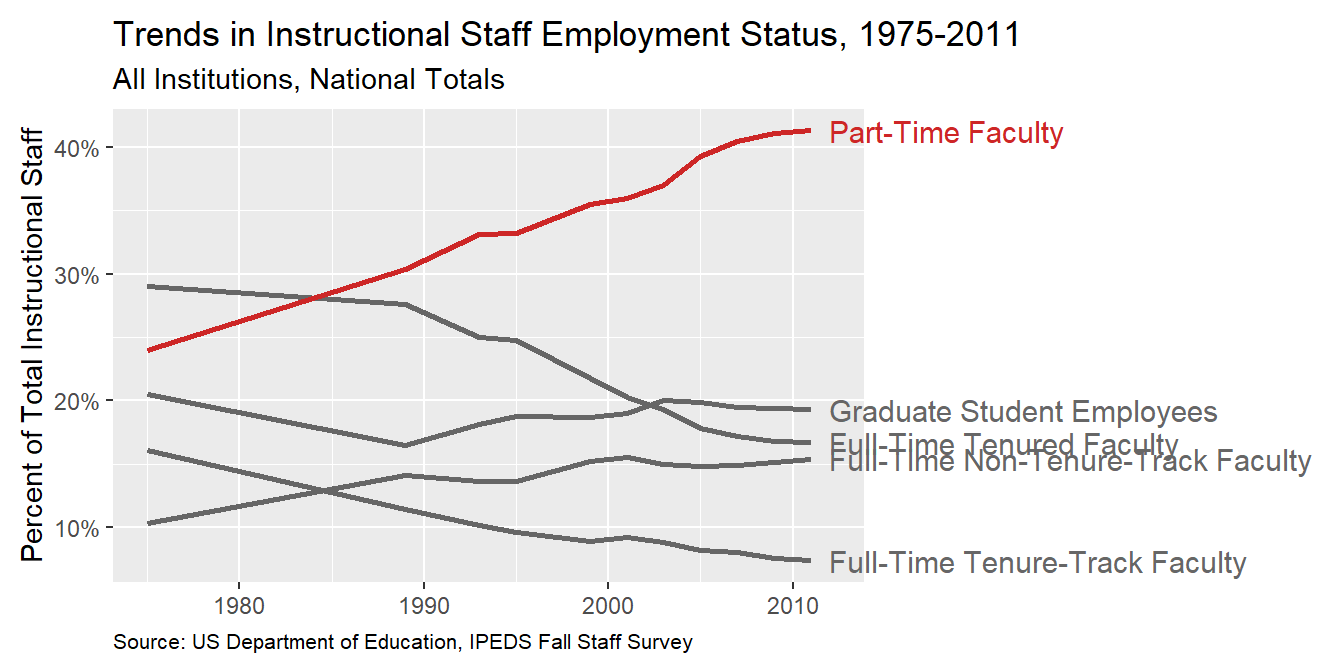 Trends in Instructional Staff Employment Status, 1975-2011
All Institutions, National Totals
Percent of Total Instructional Staff
40%
30%
20%
10%
Part-Time Faculty
Graduate Student Employees
Full-Time Tenured Faculty
Full-Time Non-Tenure-Track Faculty
Full-Time Tenure-Track Faculty
1980 1990 2000 2010
Source: US Department of Education, IPEDS Fall Staff Survey